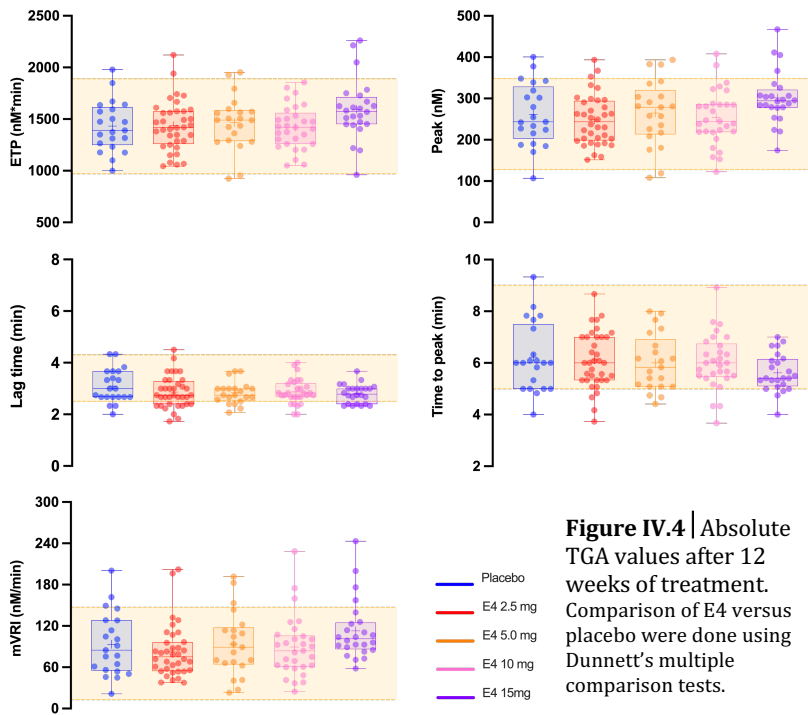 2500
2000
1500
1000
500
ETP (nM*min)
500
400
300
200
100
0
Peak (nM)
8
6
4
2
0
Lag time (min)
10
8
6
4
2
Time to peak (min)
300
240
180
120
60
0
mVRI (nM/min)
Placebo
E4 2.5 mg
E4 5.0 mg
E4 10 mg
E4 15mg
Figure IV.4 | Absolute
TGA values after 12
weeks of treatment.
Comparison of E4 versus
placebo were done using
Dunnett’s multiple
comparison tests.